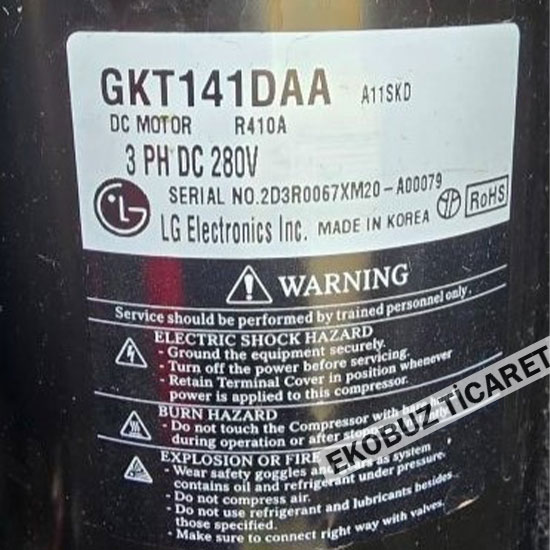 GKT141DAA A11SKD
DC MOTOR R410A
3 PH DC 280V
SERIAL NO.2D3R0067XM20-A00079
LG
LG Electronics Inc. MADE IN KOREA RoHS
WARNING
Service should be performed by trained personnel only.
ELECTRIC SHOCK HAZARD
- Ground the equipment securely.
- Turn off the power before servicing.
- Retain Terminal Cover in position whenever
power is applied to this compressor.
BURN HAZARD
- Do not touch the Compressor with
during operation or after
EXPLOSION OR FIRE
- Wear safety goggles as system
contains oil and refrigerant under pressure.
- Do not compress air.
- Do not use refrigerant and lubricants besides
those specified.
- Make sure to connect right way with valves.
EKOBUZ TİCARET